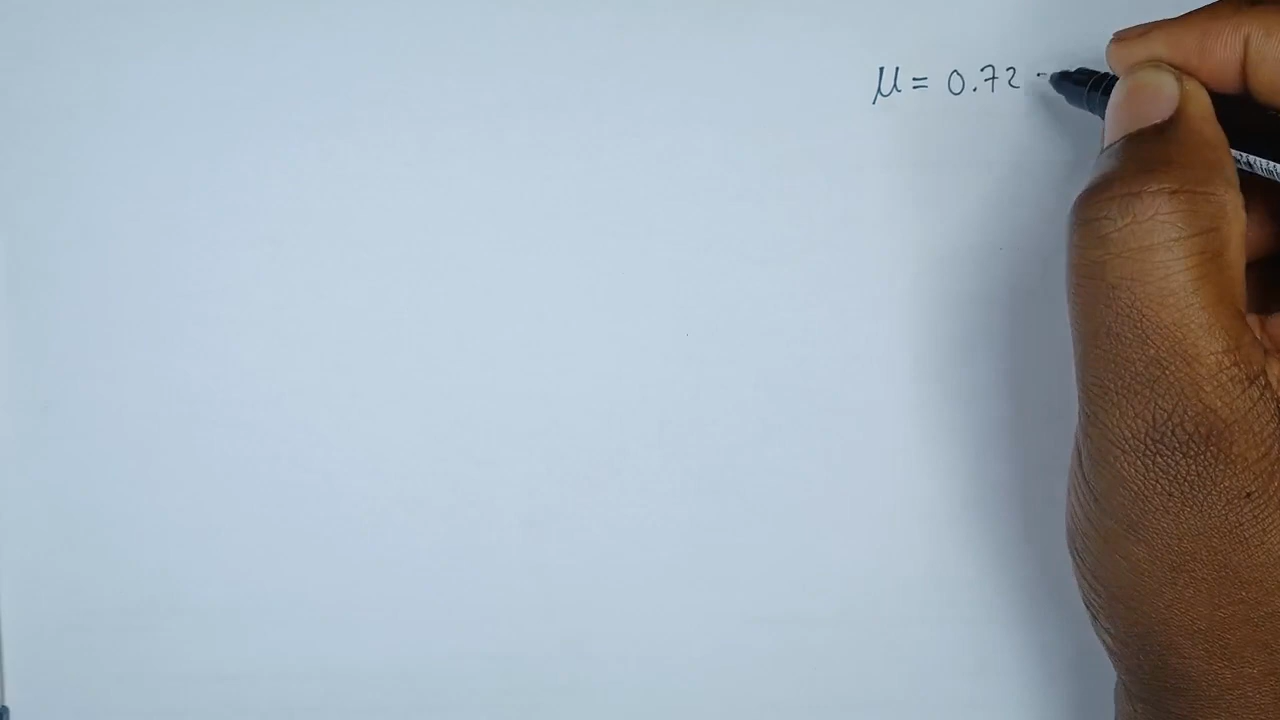 μ = 0.72